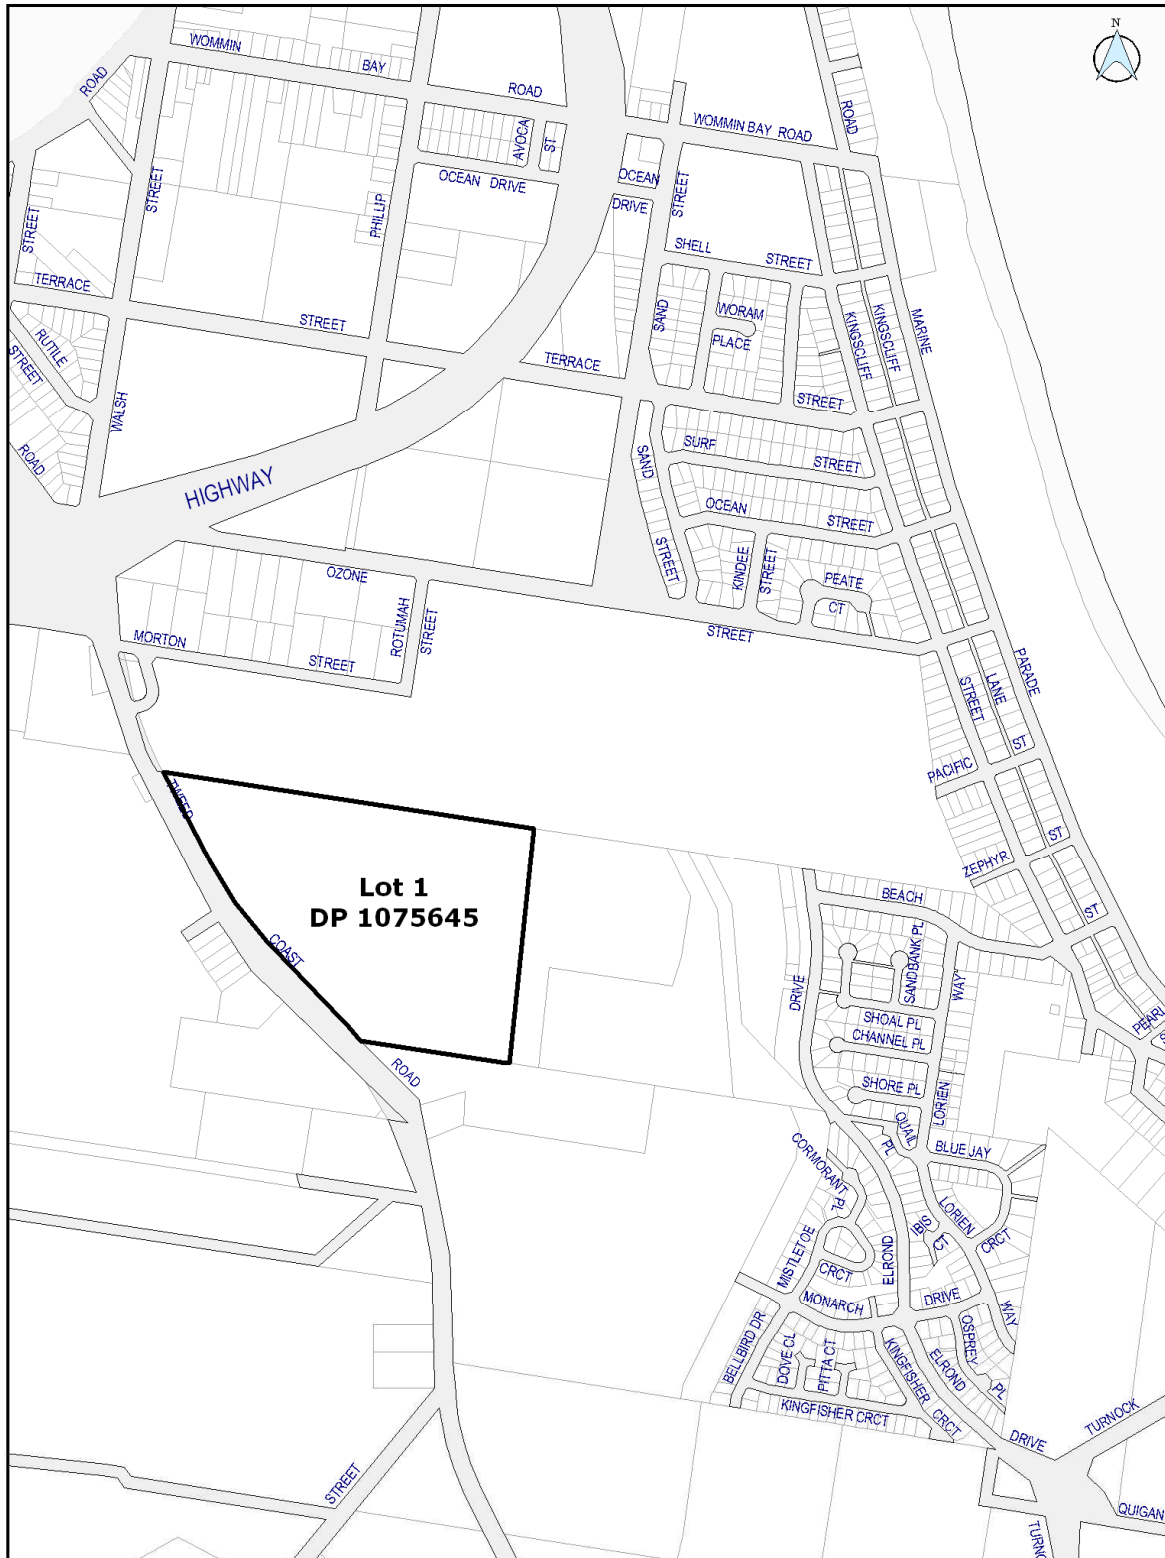 N
WOMMIN
BAY
ROAD
ROAD
ROAD
WOMMIN BAY ROAD
AVOCA
ST
OCEAN DRIVE
OCEAN
DRIVE
STREET
STREET
STREET
PHILLIP
SHELL
STREET
TERRACE
STREET
SAND
WORAM
PLACE
KINGSCLIFF
KINGSCLIFF
MARINE
RUTILE
STREET
TERRACE
STREET
WALSH
ROAD
HIGHWAY
SAND
STREET
SURF
STREET
OCEAN
STREET
KINDEE
STREET
PEATE
CT
OZONE
STREET
ROTUMAH
STREET
MORTON
STREET
STREET
LANE
PARADE
PACIFIC
ST
TWEED
ZEPHYR
ST
Lot 1
DP 1075645
BEACH
ST
COAST
DRIVE
SANDBANK PL
WAY
SHOAL PL
CHANNEL PL
PEARL
SHORE PL
LORIEN
ROAD
QUAIL
PL
BLUE JAY
CORMORANT
PL
LORIEN
CRCT
IBIS
CT
MISTLETOE
CRCT
ELROND
MONARCH
DRIVE
WAY
BELLBIRD DR
DOVE CL
PITTA CT
KINGFISHER
CRCT
ELROND
OSPREY
PL
KINGFISHER CRCT
DRIVE
TURNOCK
STREET
QUIGAN